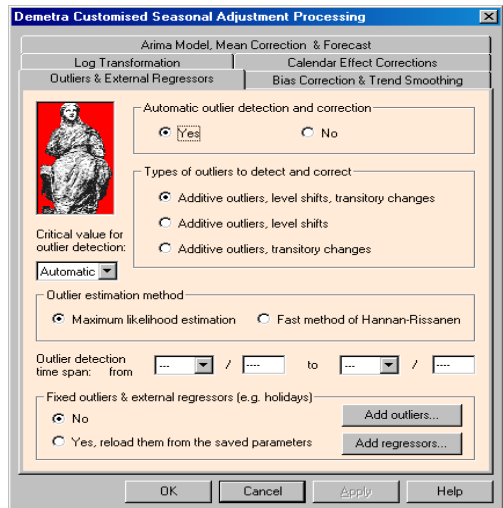 Demetra Customised Seasonal Adjustment Processing
Arima Model, Mean Correction & Forecast
Log Transformation
Calendar Effect Corrections
Outliers & External Regressors
Bias Correction & Trend Smoothing
Automatic outlier detection and correction
Yes
No
Types of outliers to detect and correct
Additive outliers, level shifts, transitory changes
Additive outliers, level shifts
Additive outliers, transitory changes
Critical value for
outlier detection:
Automatic
Outlier estimation method
Maximum likelihood estimation
Fast method of Hannan-Rissanen
Outlier detection
time span: from --- / ---- to --- / ----
Fixed outliers & external regressors (e.g. holidays)
No
Yes, reload them from the saved parameters
Add outliers...
Add regressors...
OK
Cancel
Apply
Help